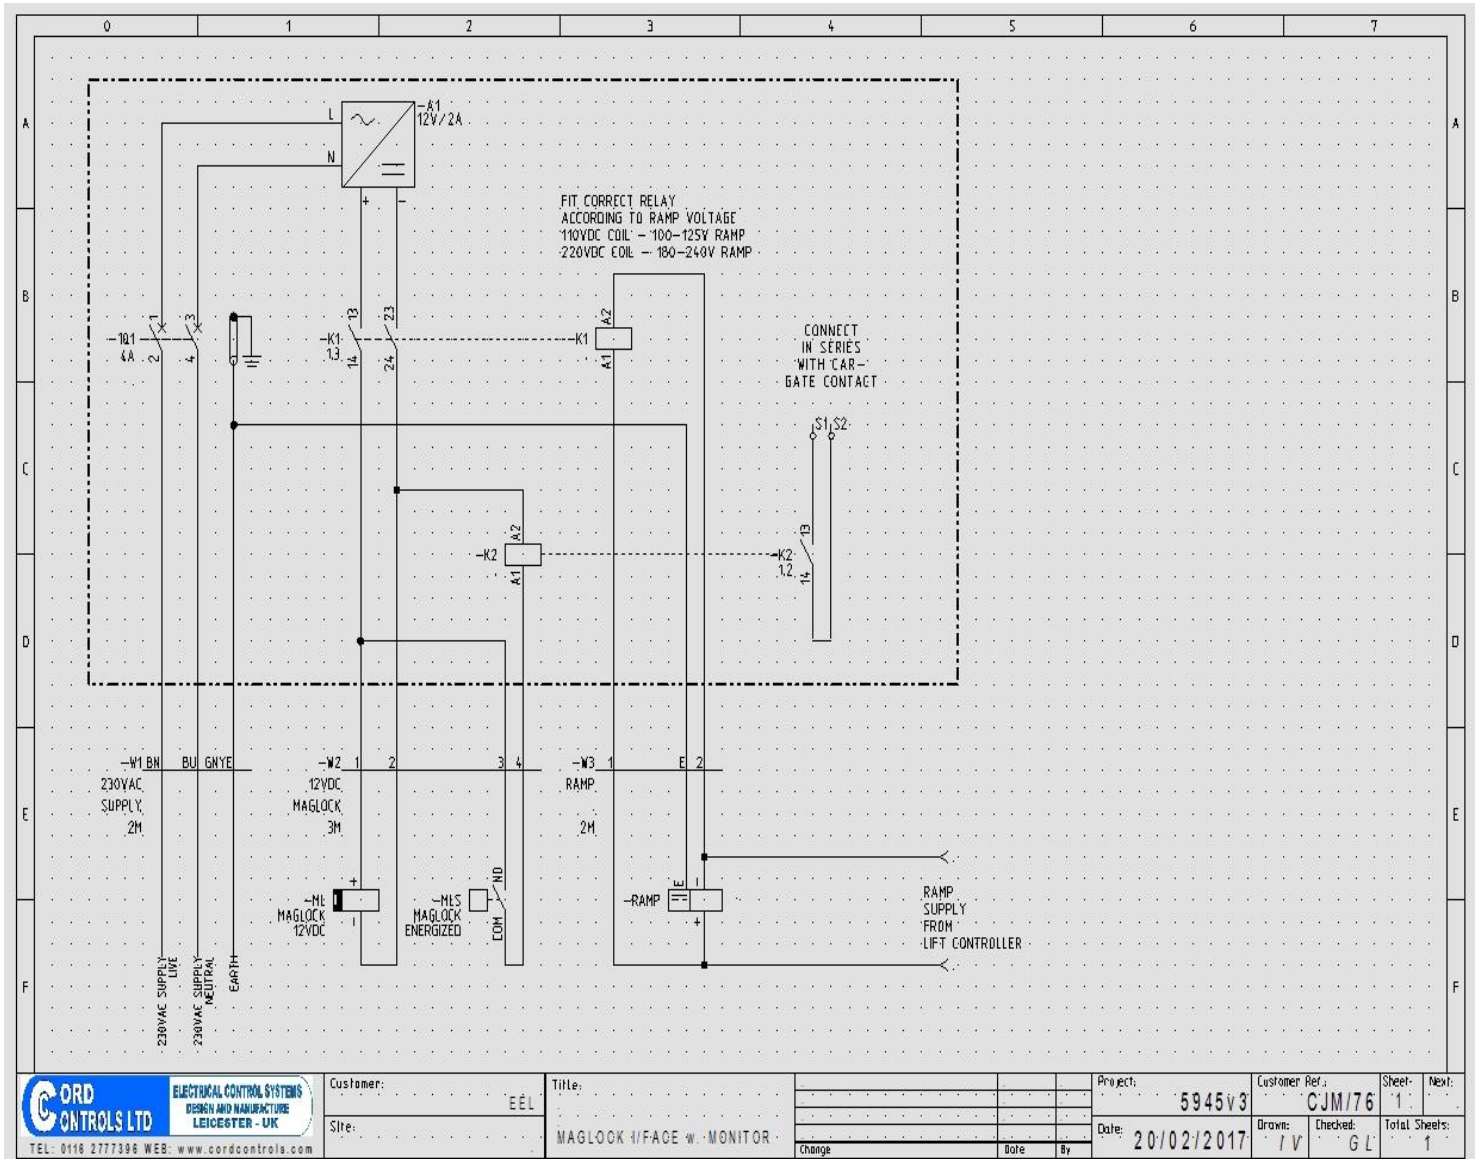 0 1 2 3 4 5 6 7
A A
-A1
12V/2A
L
N
+ -
FIT CORRECT RELAY
ACCORDING TO RAMP VOLTAGE
110VDC COIL - 100-125V RAMP
220VDC COIL - 180-240V RAMP
B B
1 3 13 23 A2
-1Q1
4A
2 4
-K1
1.3
14 24
-K1
A1
CONNECT
IN SERIES
WITH CAR-
GATE CONTACT
S1 S2
C C
A2
-K2
A1
13
-K2
1.2
14
D D
-W1 BN BU GNYE
230VAC
SUPPLY
2M
-W2 1 2 3 4
12VDC
MAGLOCK
3M
-W3 1 E 2
RAMP
2M
E E
+
-ML
MAGLOCK
12VDC
-
NO
-MLS
MAGLOCK
ENERGIZED
COM
E -
-RAMP
+
RAMP
SUPPLY
FROM
LIFT CONTROLLER
F F
230VAC SUPPLY
LIVE
230VAC SUPPLY
NEUTRAL
EARTH
CORD
CONTROLS LTD
ELECTRICAL CONTROL SYSTEMS
DESIGN AND MANUFACTURE
LEICESTER - UK
TEL: 0116 2777396 WEB: www.cordcontrols.com
Customer:
EEL
Site:
Title:
MAGLOCK I/FACE w. MONITOR
Change Date By
Project:
5945v3
Customer Ref.:
CJM/76
Sheet:
1
Next:
Date:
20/02/2017
Drawn:
IV
Checked:
GL
Total Sheets:
1